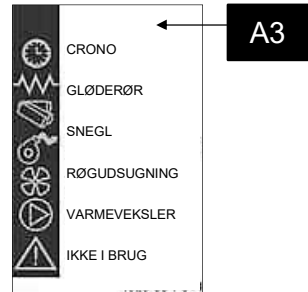 A3
CRONO
GLØDERØR
SNEGL
RØGUDSUGNING
VARMEVEKSLER
IKKE I BRUG